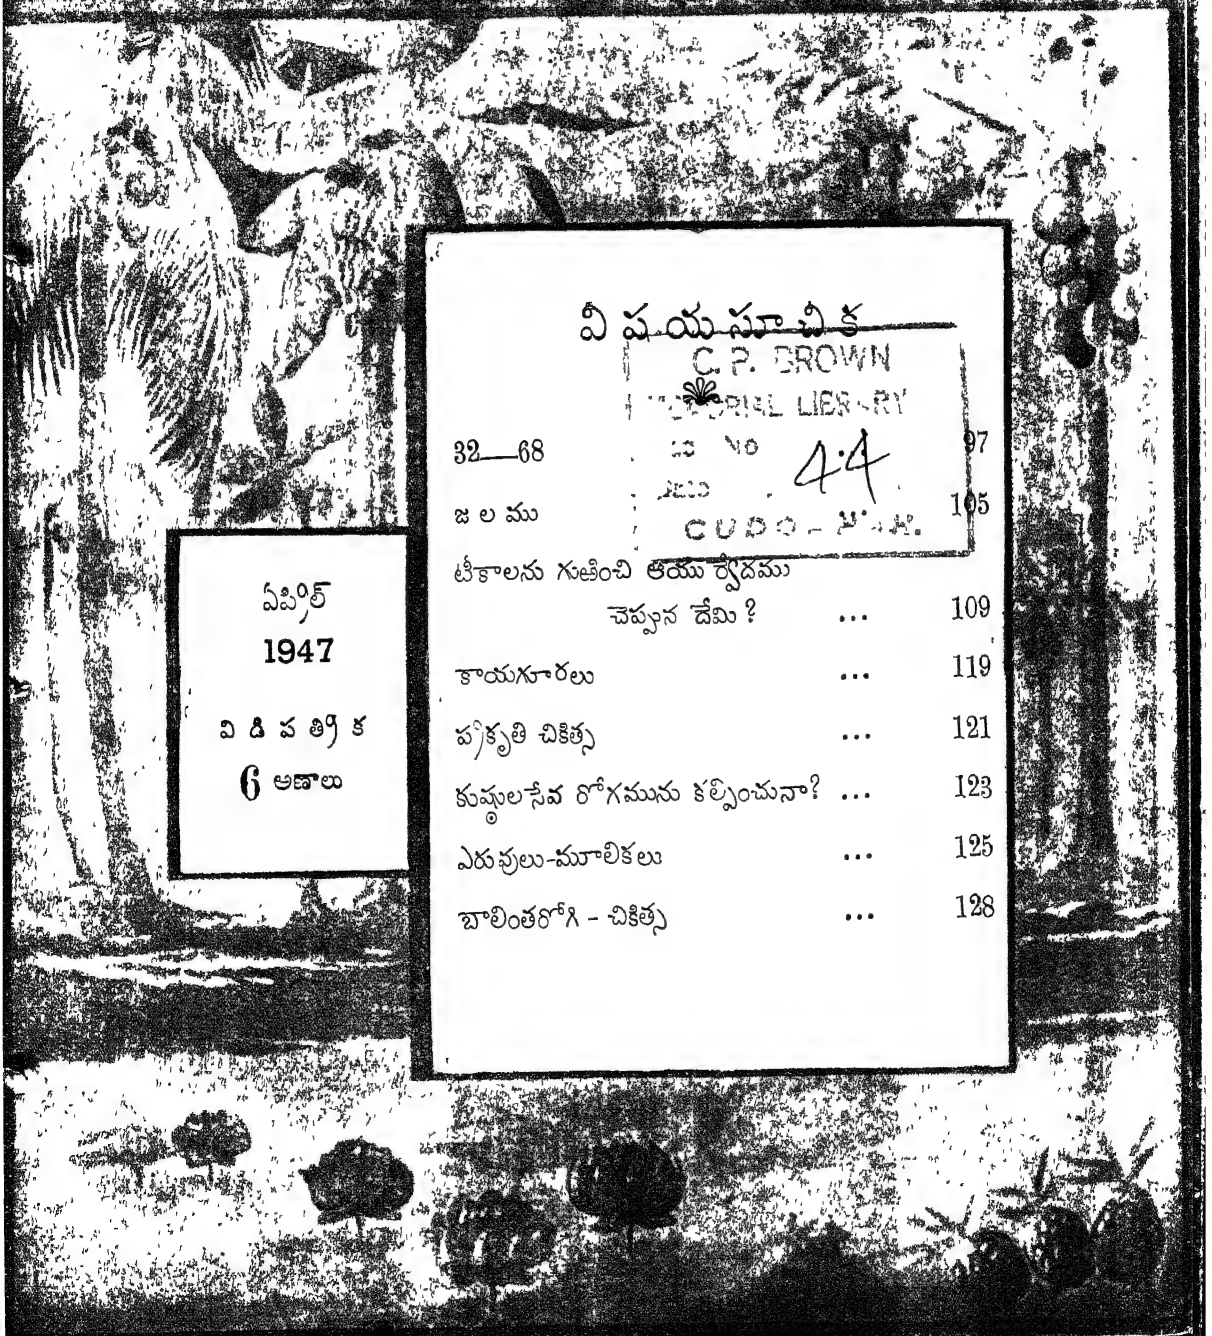 విషయసూచిక
C. P. BROWN
LIBRARY
44
32—68 97
జలము 105
టీకాలను గుఱించి ఆయుర్వేదము
చెప్పున దేమి ? ... 109
కాయగూరలు ... 119
ప్రకృతి చికిత్స ... 121
కుష్ఠులసేవ రోగమును కల్పించునా? ... 123
ఎరువులు-మూలికలు ... 125
బాలింతరోగి - చికిత్స ... 128
ఏప్రిల్
1947
విడిపత్రిక
6 అణాలు